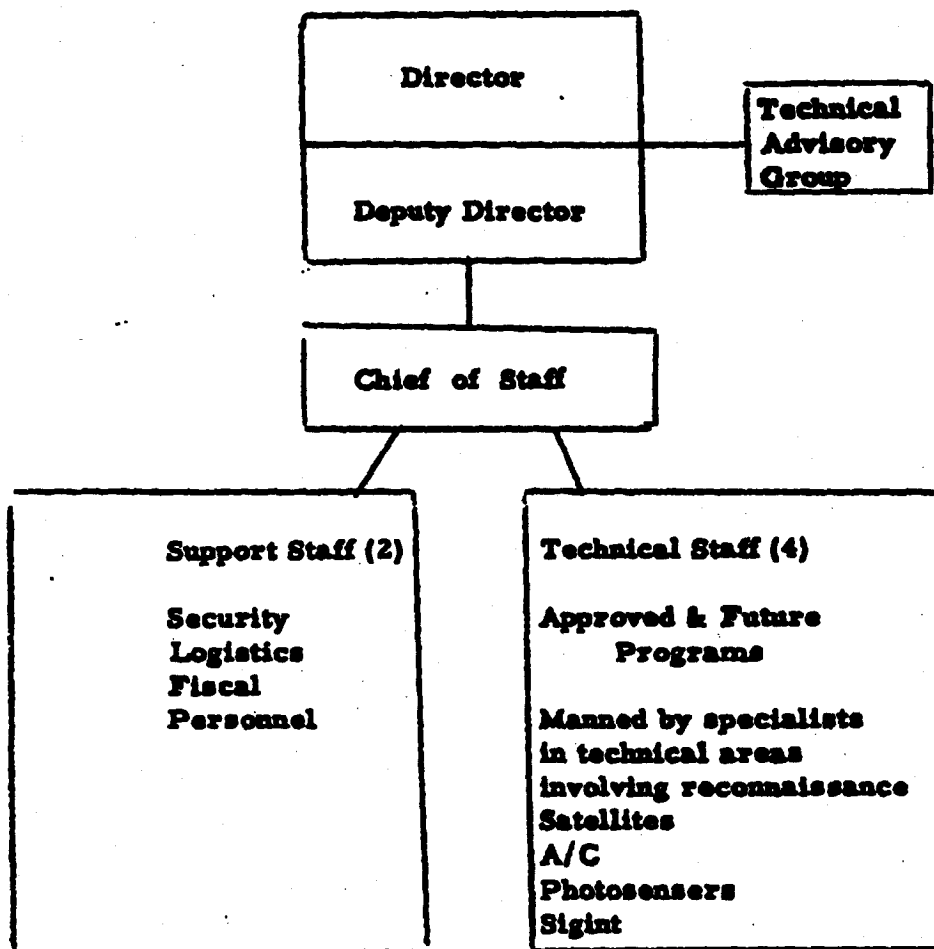 Director
Technical
Advisory
Group
Deputy Director
Chief of Staff
Support Staff (2)
Security
Logistics
Fiscal
Personnel
Technical Staff (4)
Approved & Future
Programs
Manned by specialists
in technical areas
involving reconnaissance
Satellites
A/C
Photosensers
Sigint